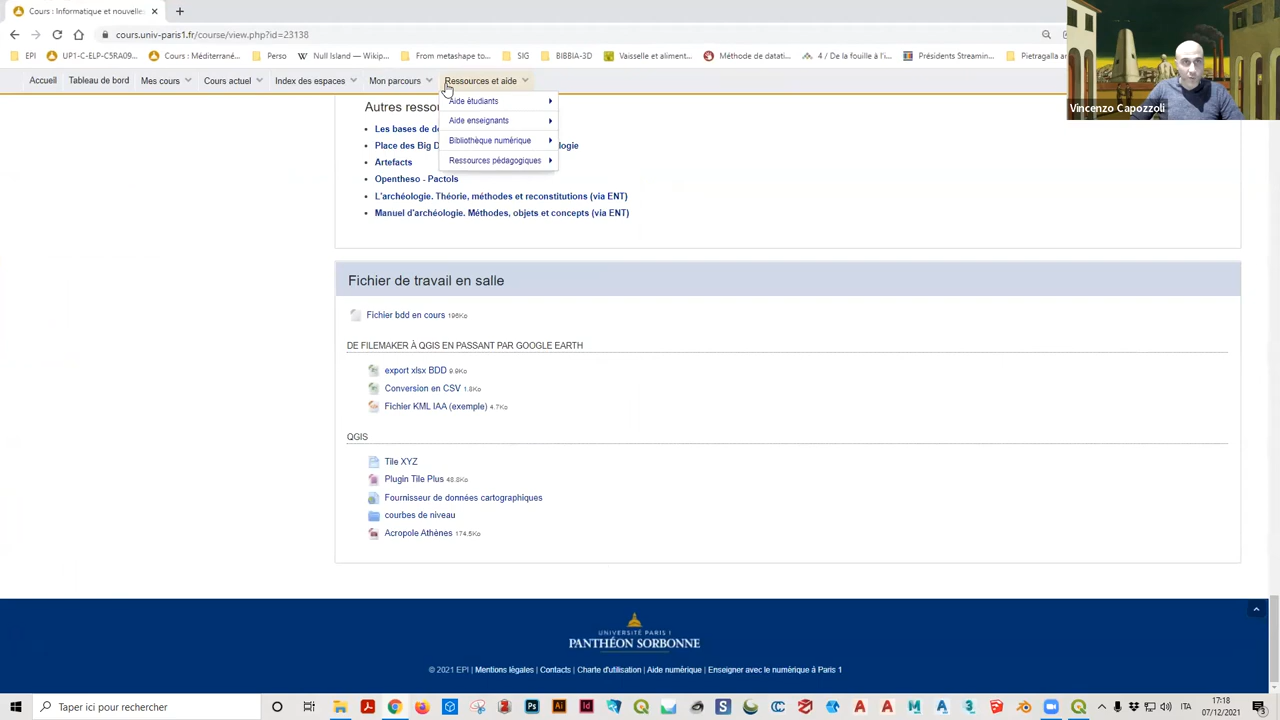 Cours : Informatique et nouvelle
cours.univ-paris1.fr/course/view.php?id=23138
EPI UP1-C-ELP-C5RA09... Cours : Méditerrané... Perso Null Island — Wikip... From metashape to... SIG BIBBIA-3D Vaisselle et aliment... Méthode de datati... 4 / De la fouille à l'i... Présidents Streamin... Pietragalla
Accueil Tableau de bord Mes cours Cours actuel Index des espaces Mon parcours Ressources et aide
Vincenzo Capozzoli
Aide étudiants
Aide enseignants
Bibliothèque numérique
Ressources pédagogiques
Autres resso
Les bases de d
Place des Big D
Artefacts
Opentheso - Pactols
L'archéologie. Théorie, méthodes et reconstitutions (via ENT)
Manuel d'archéologie. Méthodes, objets et concepts (via ENT)
Fichier de travail en salle
Fichier bdd en cours 196Ko
DE FILEMAKER À QGIS EN PASSANT PAR GOOGLE EARTH
export xlsx BDD 9.9Ko
Conversion en CSV 1.8Ko
Fichier KML IAA (exemple) 4.7Ko
QGIS
Tile XYZ
Plugin Tile Plus 48.8Ko
Fournisseur de données cartographiques
courbes de niveau
Acropole Athènes 174.5Ko
UNIVERSITÉ PARIS 1
PANTHÉON SORBONNE
© 2021 EPI | Mentions légales | Contacts | Charte d'utilisation | Aide numérique | Enseigner avec le numérique à Paris 1
Taper ici pour rechercher
ITA
17:18
07/12/2021